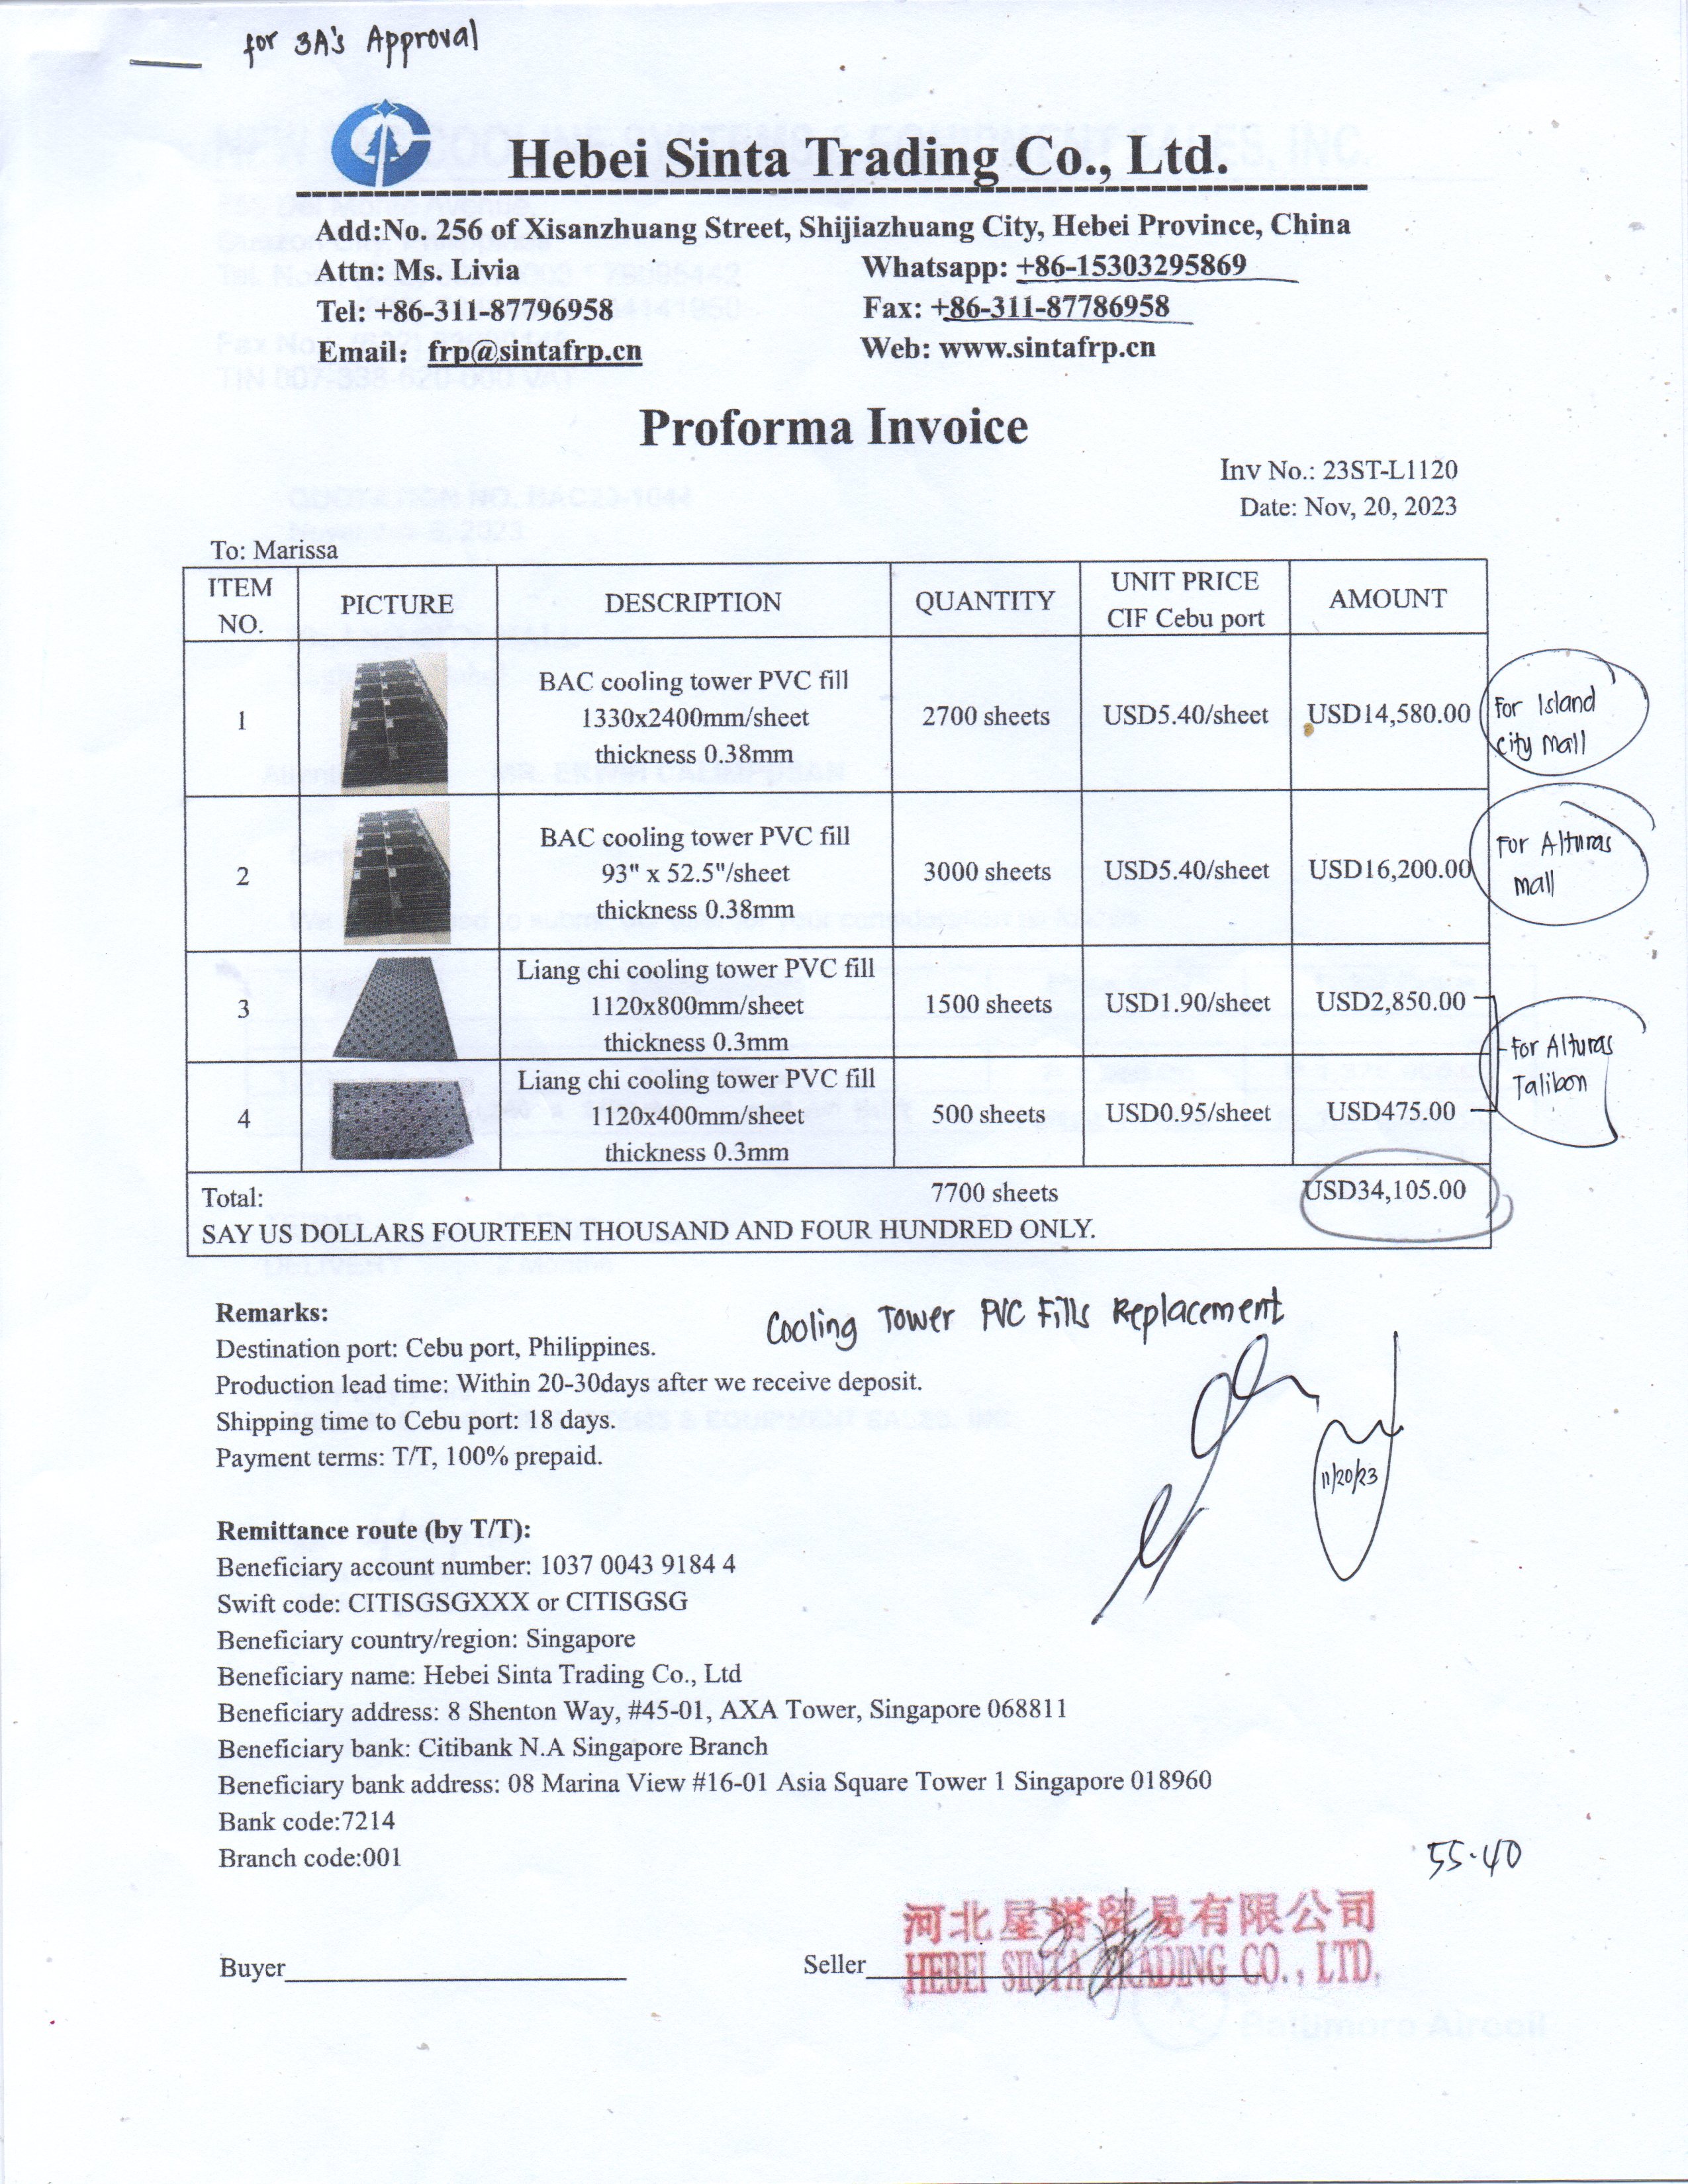 for 3A's Approval
Hebei Sinta Trading Co., Ltd.
Add:No. 256 of Xisanzhuang Street, Shijiazhuang City, Hebei Province, China
Attn: Ms. Livia
Whatsapp: +86-15303295869
Tel: +86-311-87796958
Fax: +86-311-87786958
Email: frp@sintafrp.cn
Web: www.sintafrp.cn
Proforma Invoice
Inv No.: 23ST-L1120
Date: Nov, 20, 2023
To: Marissa
ITEM NO. PICTURE DESCRIPTION QUANTITY UNIT PRICE CIF Cebu port AMOUNT
1 BAC cooling tower PVC fill 1330x2400mm/sheet thickness 0.38mm 2700 sheets USD5.40/sheet USD14,580.00 For Island City Mall
2 BAC cooling tower PVC fill 93" x 52.5"/sheet thickness 0.38mm 3000 sheets USD5.40/sheet USD16,200.00 For Alturas Mall
3 Liang chi cooling tower PVC fill 1120x800mm/sheet thickness 0.3mm 1500 sheets USD1.90/sheet USD2,850.00
For Alturas Talibon
4 Liang chi cooling tower PVC fill 1120x400mm/sheet thickness 0.3mm 500 sheets USD0.95/sheet USD475.00
Total: 7700 sheets USD34,105.00
SAY US DOLLARS FOURTEEN THOUSAND AND FOUR HUNDRED ONLY.
Cooling Tower PVC Fills Replacement
Remarks:
Destination port: Cebu port, Philippines.
Production lead time: Within 20-30days after we receive deposit.
Shipping time to Cebu port: 18 days.
Payment terms: T/T, 100% prepaid.
11/20/23
Remittance route (by T/T):
Beneficiary account number: 1037 0043 9184 4
Swift code: CITISGSGXXX or CITISGSG
Beneficiary country/region: Singapore
Beneficiary name: Hebei Sinta Trading Co., Ltd
Beneficiary address: 8 Shenton Way, #45-01, AXA Tower, Singapore 068811
Beneficiary bank: Citibank N.A Singapore Branch
Beneficiary bank address: 08 Marina View #16-01 Asia Square Tower 1 Singapore 018960
Bank code:7214
Branch code:001
55.40
河北星塔贸易有限公司
Buyer
Seller
HEBEI SINTA TRADING CO., LTD.